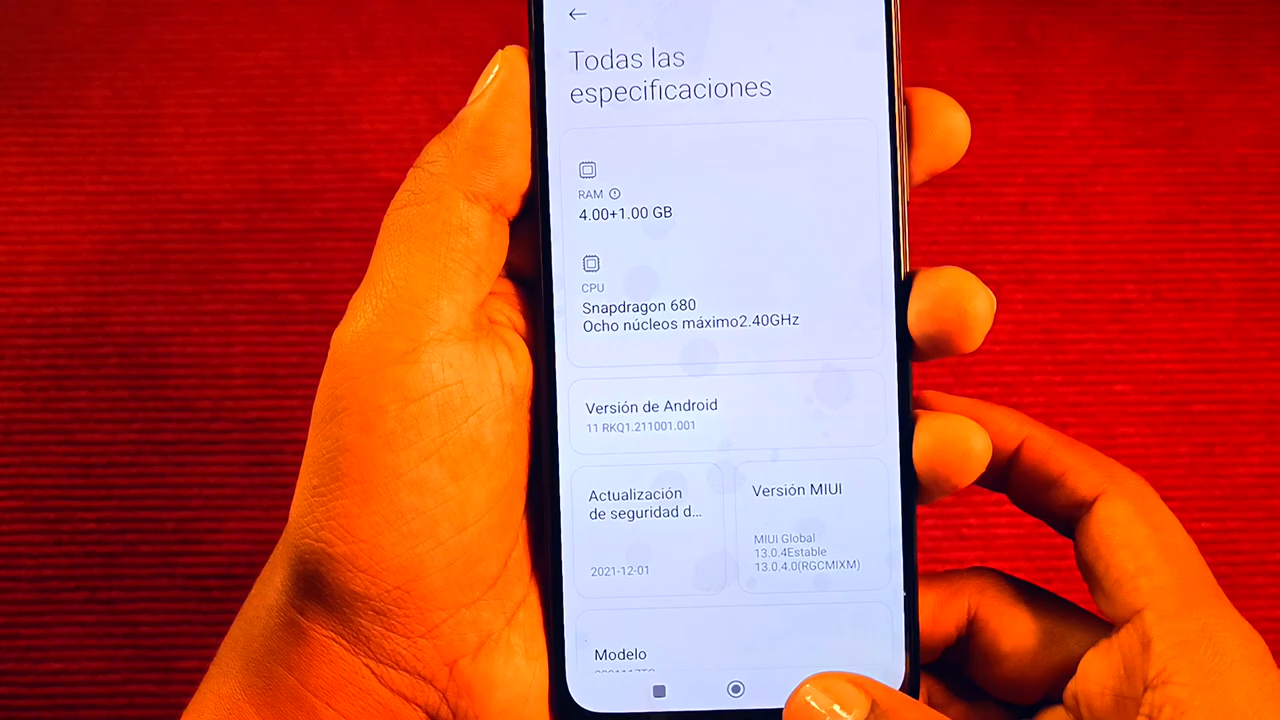 Todas las
especificaciones
RAM
4.00+1.00 GB
CPU
Snapdragon 680
Ocho núcleos máximo2.40GHz
Versión de Android
11 RKQ1.211001.001
Actualización
de seguridad d...
2021-12-01
Versión MIUI
MIUI Global
13.0.4Estable
13.0.4.0(RGCMIXM)
Modelo